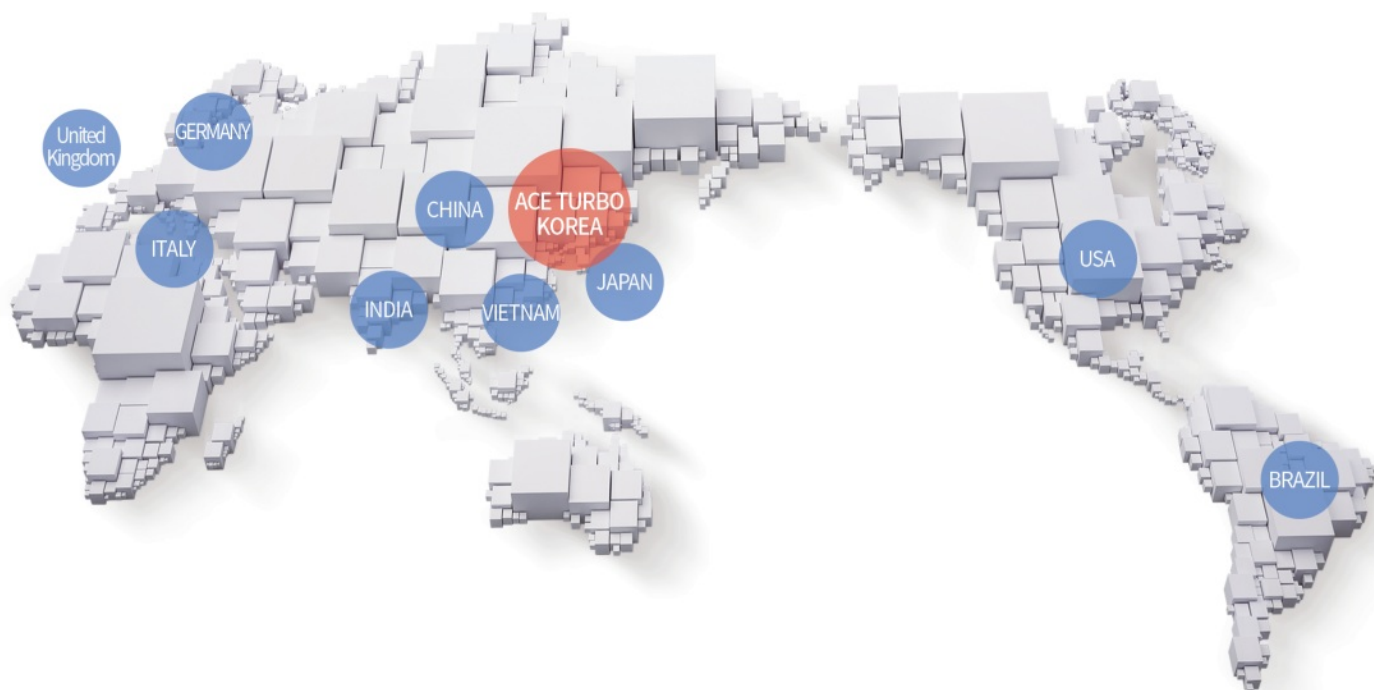 United
Kingdom
GERMANY
ITALY
CHINA
ACE TURBO
KOREA
JAPAN
INDIA
VIETNAM
USA
BRAZIL